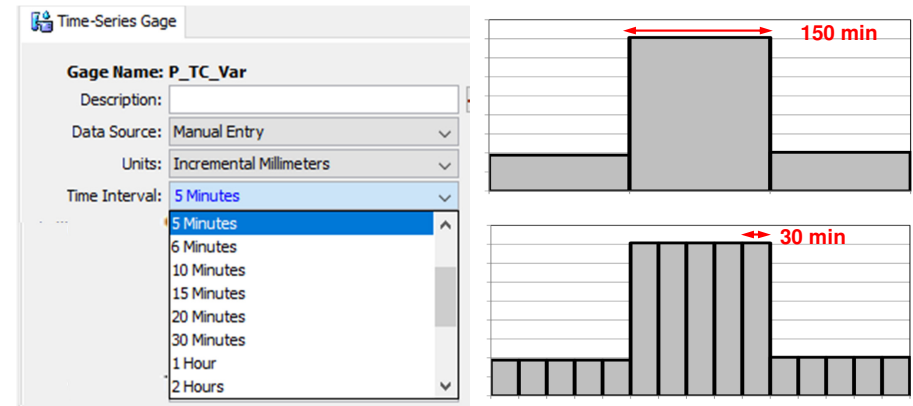 Time-Series Gage
Gage Name: P_TC_Var
Description:
Data Source: Manual Entry
Units: Incremental Millimeters
Time Interval: 5 Minutes
5 Minutes
6 Minutes
10 Minutes
15 Minutes
20 Minutes
30 Minutes
1 Hour
2 Hours
150 min
30 min